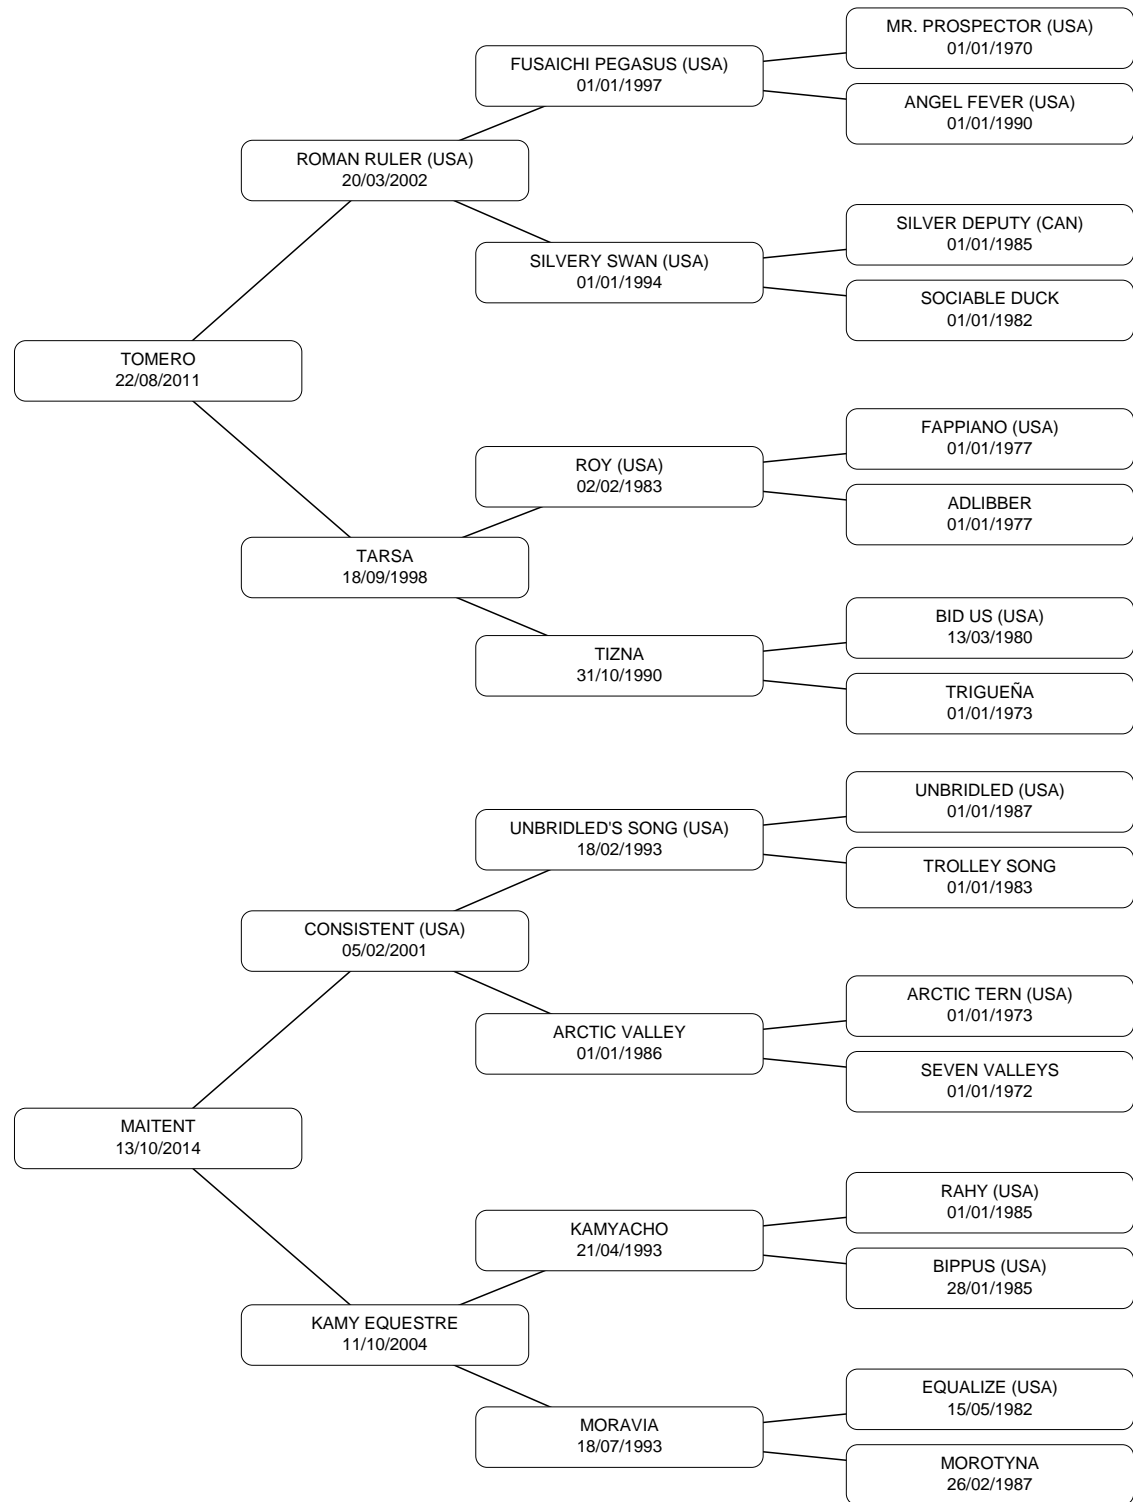 MR. PROSPECTOR (USA)
01/01/1970
FUSAICHI PEGASUS (USA)
01/01/1997
ANGEL FEVER (USA)
01/01/1990
ROMAN RULER (USA)
20/03/2002
SILVER DEPUTY (CAN)
01/01/1985
SILVERY SWAN (USA)
01/01/1994
SOCIABLE DUCK
01/01/1982
TOMERO
22/08/2011
FAPPIANO (USA)
01/01/1977
ROY (USA)
02/02/1983
ADLIBBER
01/01/1977
TARSA
18/09/1998
BID US (USA)
13/03/1980
TIZNA
31/10/1990
TRIGUEÑA
01/01/1973
UNBRIDLED (USA)
01/01/1987
UNBRIDLED'S SONG (USA)
18/02/1993
TROLLEY SONG
01/01/1983
CONSISTENT (USA)
05/02/2001
ARCTIC TERN (USA)
01/01/1973
ARCTIC VALLEY
01/01/1986
SEVEN VALLEYS
01/01/1972
MAITENT
13/10/2014
RAHY (USA)
01/01/1985
KAMYACHO
21/04/1993
BIPPUS (USA)
28/01/1985
KAMY EQUESTRE
11/10/2004
EQUALIZE (USA)
15/05/1982
MORAVIA
18/07/1993
MOROTYNA
26/02/1987